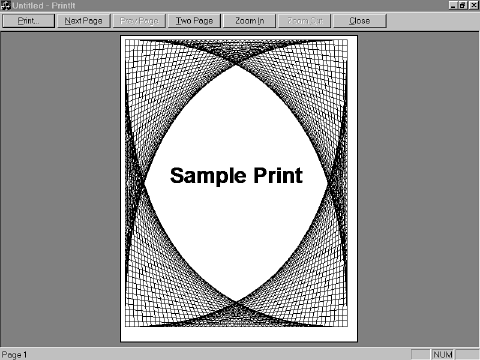 Untitled - PrintIt
Print... Next Page Prev Page Two Page Zoom In Zoom Out Close
Sample Print
Page 1 NUM